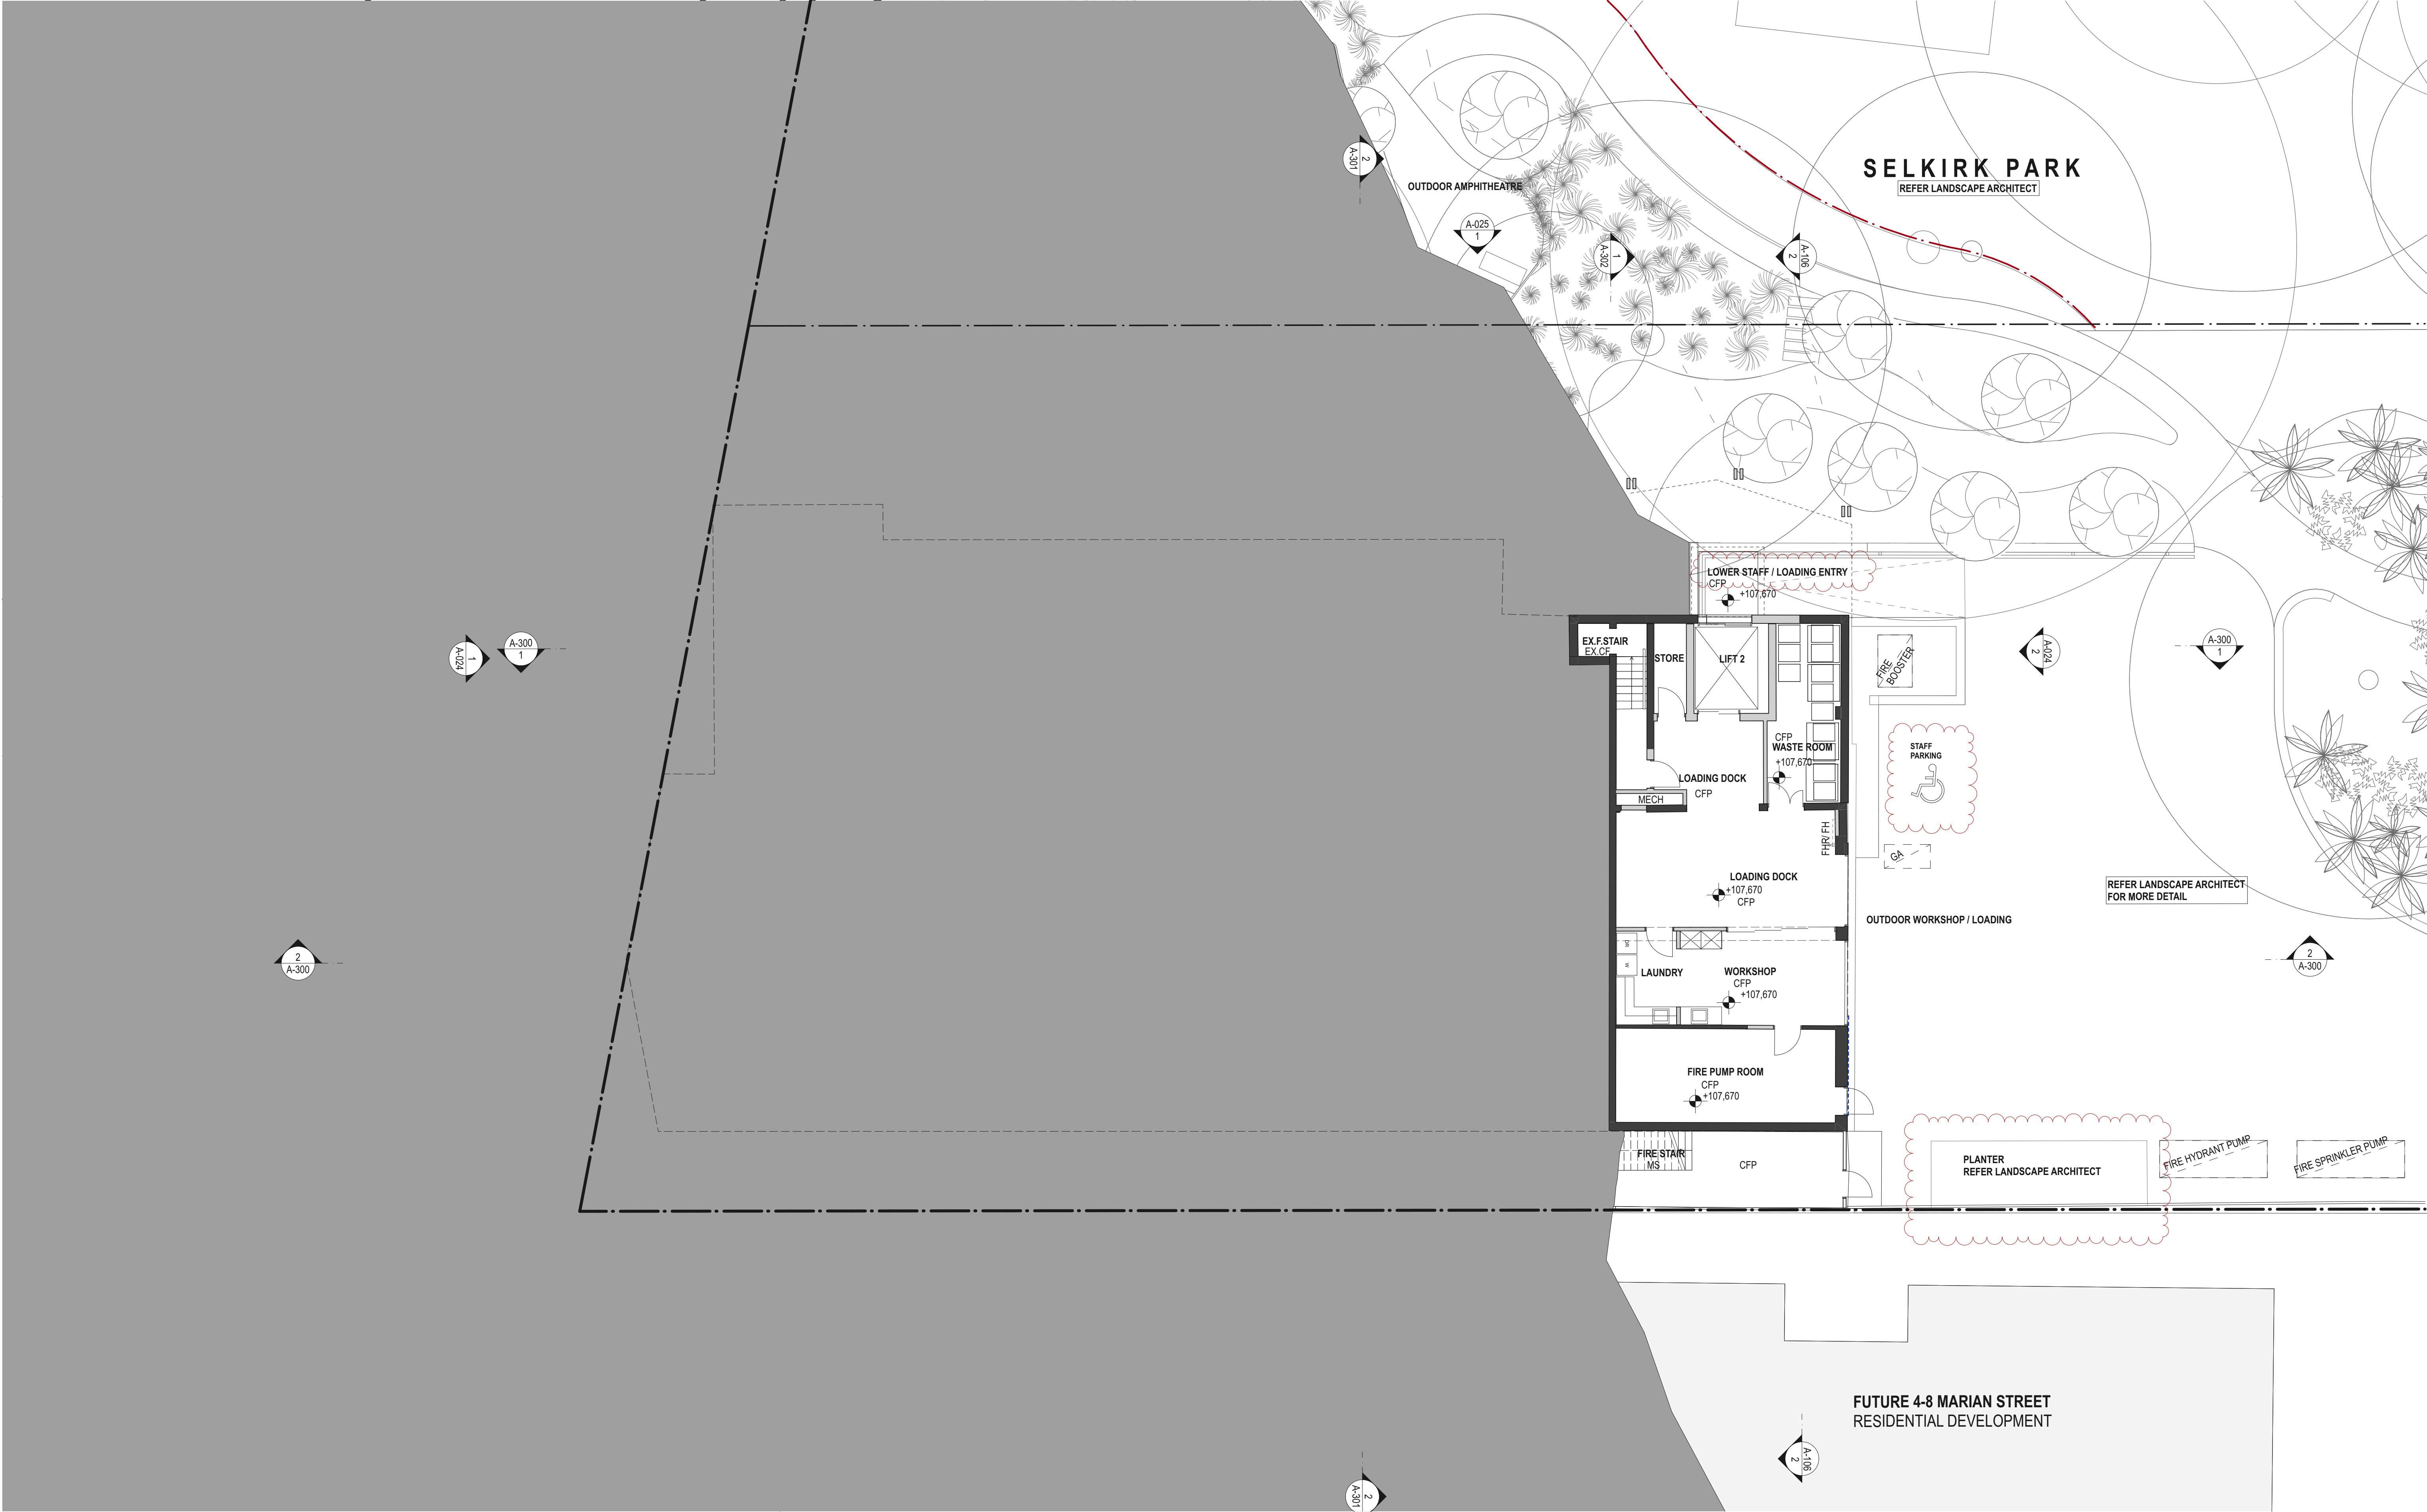 SELKIRK PARK
REFER LANDSCAPE ARCHITECT
2
A-301
OUTDOOR AMPHITHEATRE
A-025
1
1
A-302
A-106
2
LOWER STAFF / LOADING ENTRY
CFP
+107,670
EX.F.STAIR
EX.CF
STORE
LIFT 2
FIRE
BOOSTER
1
A-024
A-300
1
A-024
2
A-300
1
CFP
WASTE ROOM
+107,670
STAFF
PARKING
LOADING DOCK
CFP
MECH
FHR/ FH
GA
LOADING DOCK
+107,670
CFP
REFER LANDSCAPE ARCHITECT
FOR MORE DETAIL
OUTDOOR WORKSHOP / LOADING
2
A-300
DR
W
LAUNDRY
WORKSHOP
CFP
+107,670
2
A-300
FIRE PUMP ROOM
CFP
+107,670
FIRE STAIR
MS
CFP
PLANTER
REFER LANDSCAPE ARCHITECT
FIRE HYDRANT PUMP
FIRE SPRINKLER PUMP
FUTURE 4-8 MARIAN STREET
RESIDENTIAL DEVELOPMENT
A-106
2
2
A-301